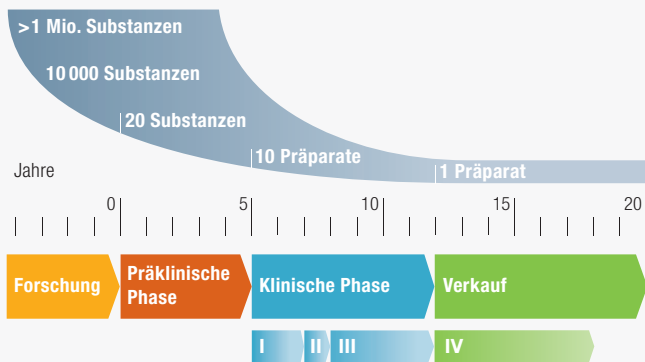 >1 Mio. Substanzen
10 000 Substanzen
20 Substanzen
10 Präparate
1 Präparat
Jahre
0 5 10 15 20
Forschung
Präklinische
Phase
Klinische Phase
Verkauf
I II III IV